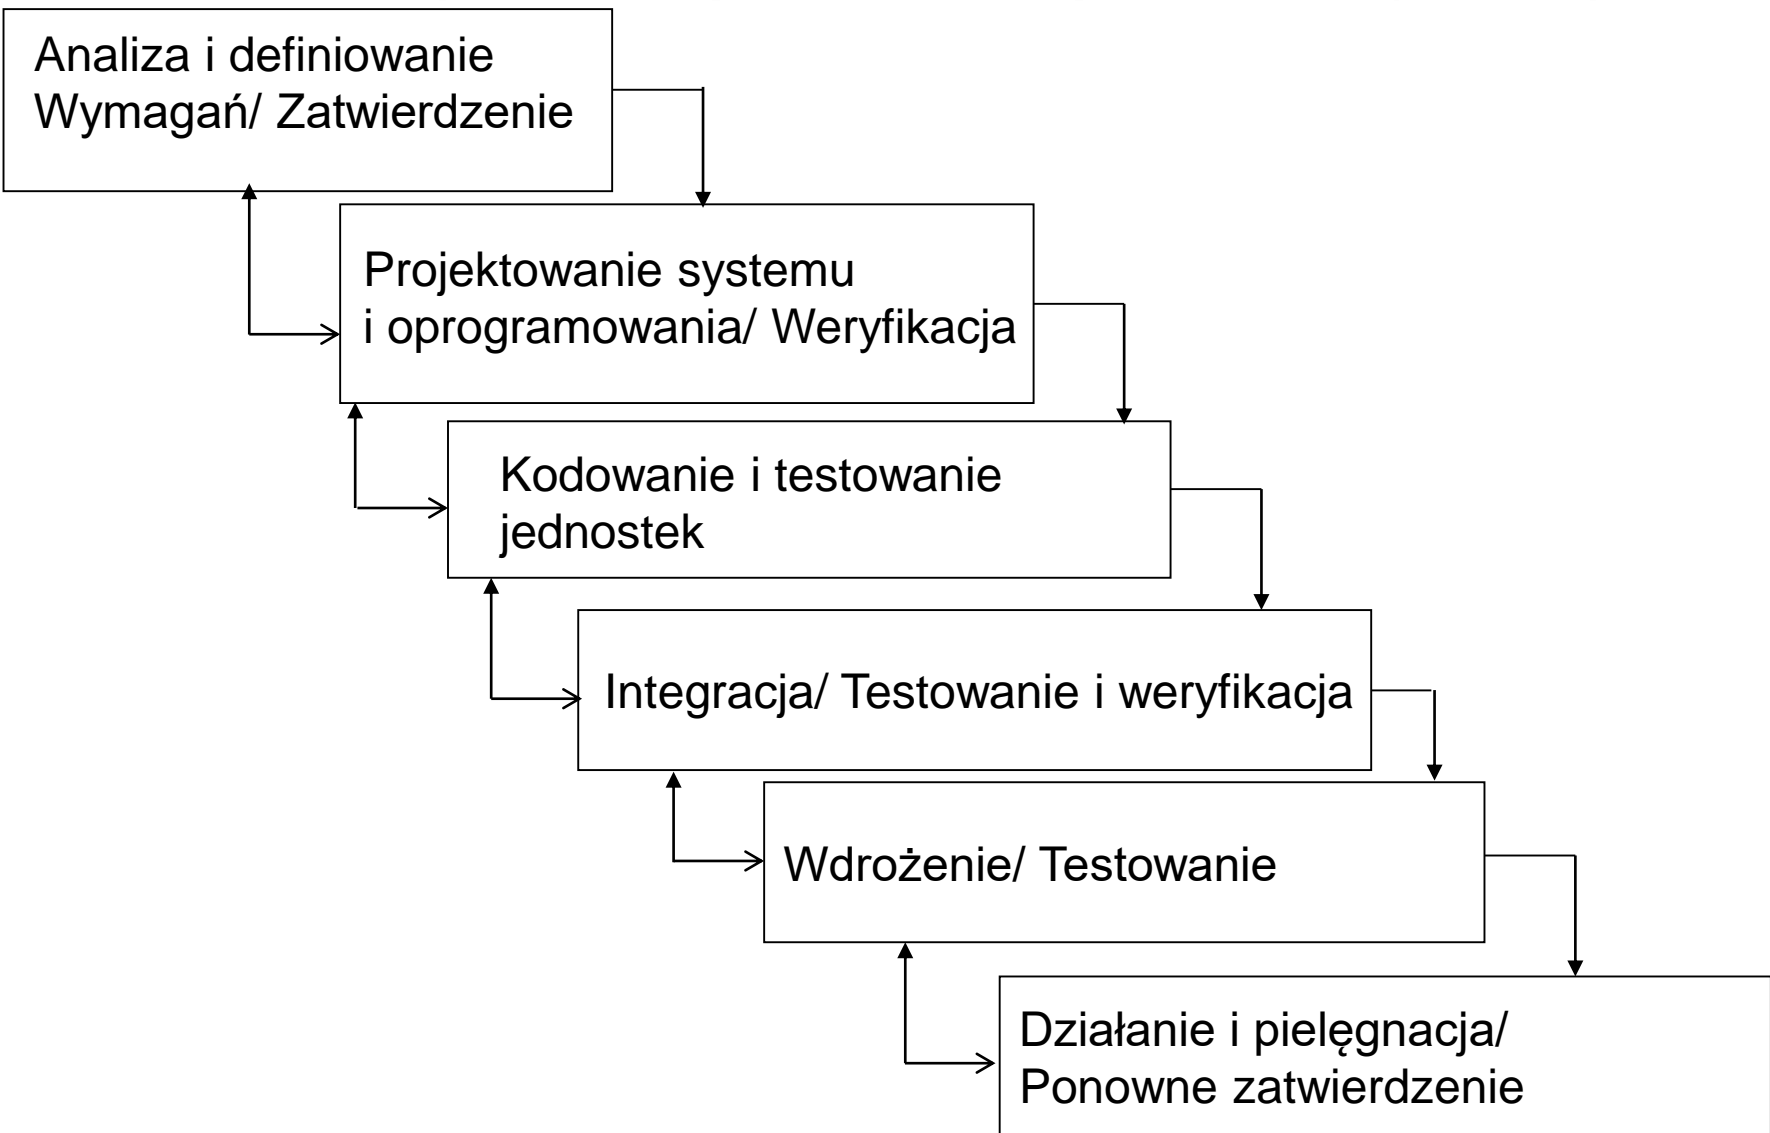 Analiza i definiowanie
Wymagań/ Zatwierdzenie
Projektowanie systemu
i oprogramowania/ Weryfikacja
Kodowanie i testowanie
jednostek
Integracja/ Testowanie i weryfikacja
Wdrożenie/ Testowanie
Działanie i pielęgnacja/
Ponowne zatwierdzenie